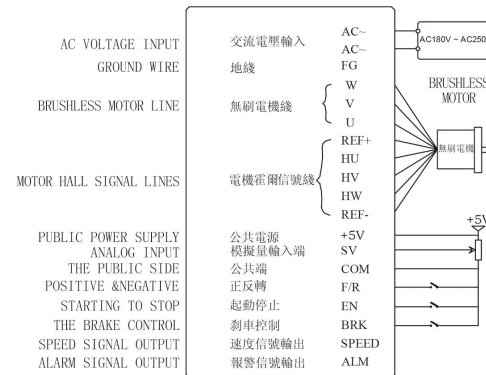 AC VOLTAGE INPUT 交流電壓輸入 AC~
AC~
AC180V ~ AC250
GROUND WIRE 地綫 FG
BRUSHLESS MOTOR LINE 無刷電機綫 W
V
U
BRUSHLESS
MOTOR
無刷電機
MOTOR HALL SIGNAL LINES 電機霍爾信號綫 REF+
HU
HV
HW
REF-
PUBLIC POWER SUPPLY 公共電源 +5V
+5V
ANALOG INPUT 模擬量輸入端 SV
THE PUBLIC SIDE 公共端 COM
POSITIVE &NEGATIVE 正反轉 F/R
STARTING TO STOP 起動停止 EN
THE BRAKE CONTROL 刹車控制 BRK
SPEED SIGNAL OUTPUT 速度信號輸出 SPEED
ALARM SIGNAL OUTPUT 報警信號輸出 ALM